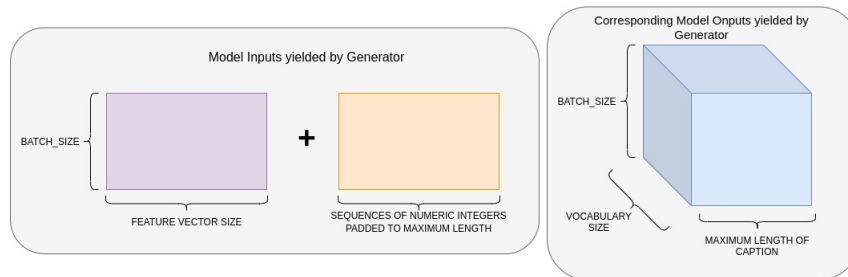 Model Inputs yielded by Generator
BATCH_SIZE
+
FEATURE VECTOR SIZE
SEQUENCES OF NUMERIC INTEGERS
PADDED TO MAXIMUM LENGTH
Corresponding Model Onputs yielded by
Generator
BATCH_SIZE
VOCABULARY
SIZE
MAXIMUM LENGTH OF
CAPTION